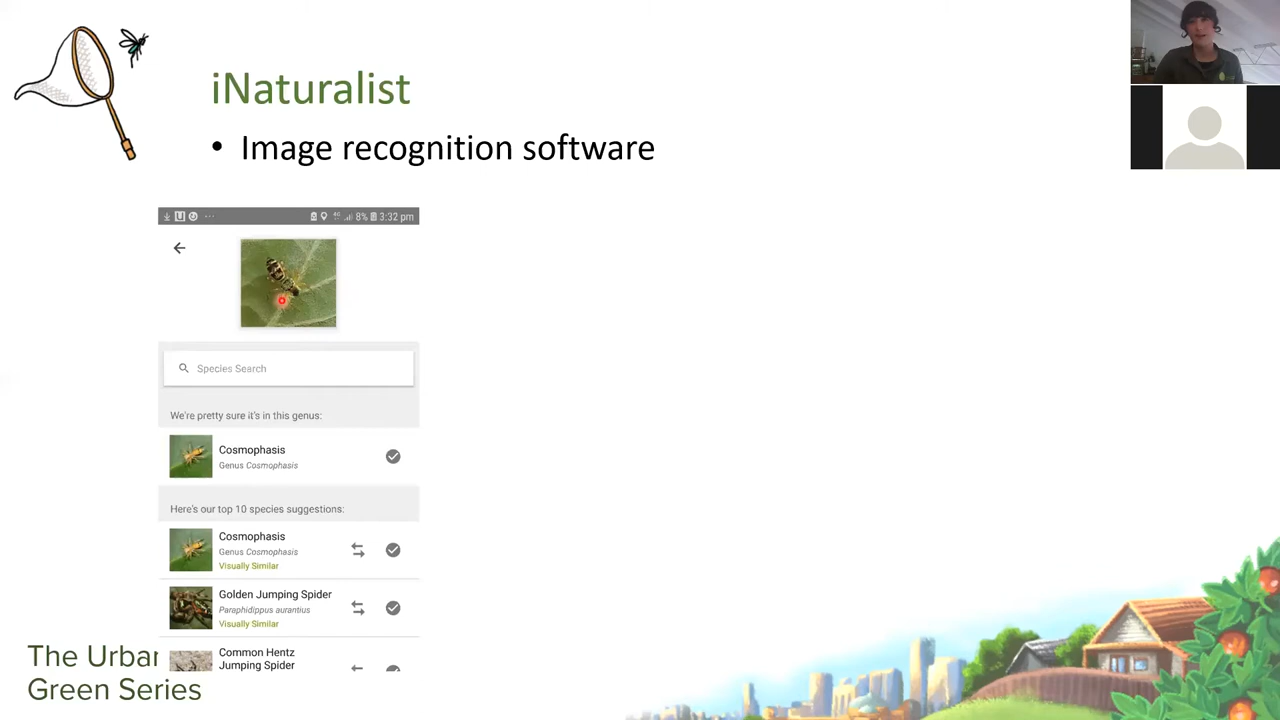 iNaturalist
• Image recognition software
8% 3:32 pm
Species Search
We're pretty sure it's in this genus:
Cosmophasis
Genus Cosmophasis
Here's our top 10 species suggestions:
Cosmophasis
Genus Cosmophasis
Visually Similar
Golden Jumping Spider
Paraphidippus aurantius
Visually Similar
Common Hentz
Jumping Spider
The Urban
Green Series